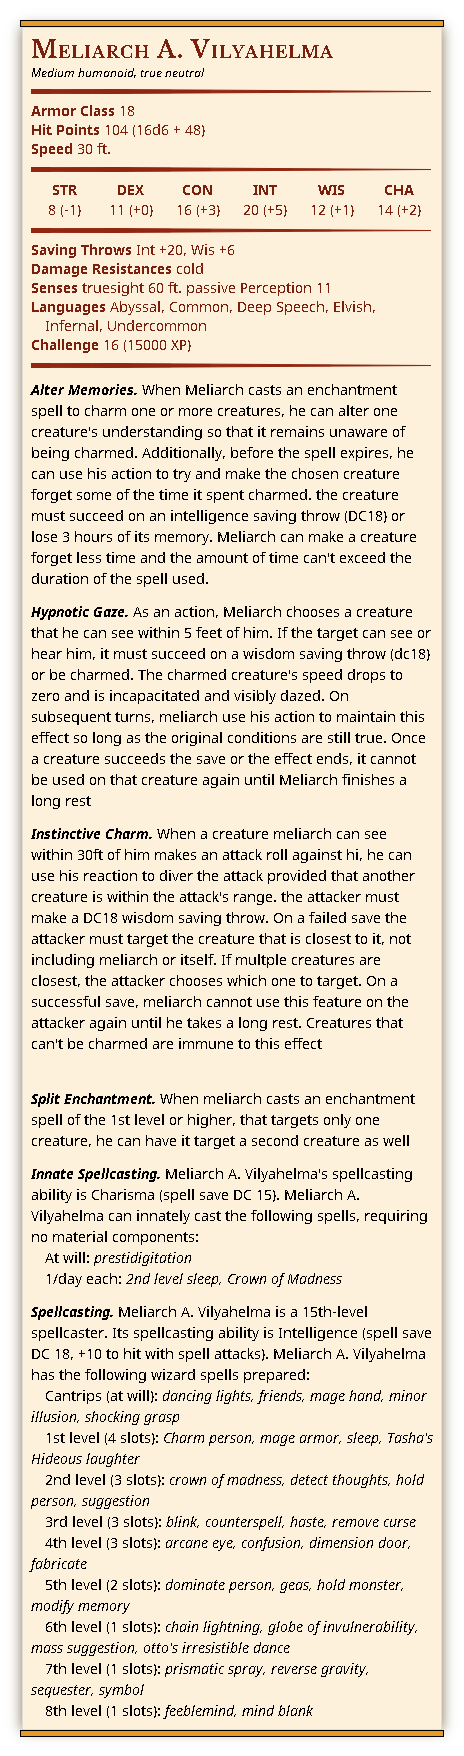 Meliarch A. Vilyahelma
Medium humanoid, true neutral
Armor Class 18
Hit Points 104 (16d6 + 48)
Speed 30 ft.
STR DEX CON INT WIS CHA
8 (-1) 11 (+0) 16 (+3) 20 (+5) 12 (+1) 14 (+2)
Saving Throws Int +20, Wis +6
Damage Resistances cold
Senses truesight 60 ft. passive Perception 11
Languages Abyssal, Common, Deep Speech, Elvish,
Infernal, Undercommon
Challenge 16 (15000 XP)
Alter Memories. When Meliarch casts an enchantment
spell to charm one or more creatures, he can alter one
creature's understanding so that it remains unaware of
being charmed. Additionally, before the spell expires, he
can use his action to try and make the chosen creature
forget some of the time it spent charmed. the creature
must succeed on an intelligence saving throw (DC18) or
lose 3 hours of its memory. Meliarch can make a creature
forget less time and the amount of time can't exceed the
duration of the spell used.
Hypnotic Gaze. As an action, Meliarch chooses a creature
that he can see within 5 feet of him. If the target can see or
hear him, it must succeed on a wisdom saving throw (dc18)
or be charmed. The charmed creature's speed drops to
zero and is incapacitated and visibly dazed. On
subsequent turns, meliarch use his action to maintain this
effect so long as the original conditions are still true. Once
a creature succeeds the save or the effect ends, it cannot
be used on that creature again until Meliarch finishes a
long rest
Instinctive Charm. When a creature meliarch can see
within 30ft of him makes an attack roll against hi, he can
use his reaction to diver the attack provided that another
creature is within the attack's range. the attacker must
make a DC18 wisdom saving throw. On a failed save the
attacker must target the creature that is closest to it, not
including meliarch or itself. If multple creatures are
closest, the attacker chooses which one to target. On a
successful save, meliarch cannot use this feature on the
attacker again until he takes a long rest. Creatures that
can't be charmed are immune to this effect
Split Enchantment. When meliarch casts an enchantment
spell of the 1st level or higher, that targets only one
creature, he can have it target a second creature as well
Innate Spellcasting. Meliarch A. Vilyahelma's spellcasting
ability is Charisma (spell save DC 15). Meliarch A.
Vilyahelma can innately cast the following spells, requiring
no material components:
At will: prestidigitation
1/day each: 2nd level sleep, Crown of Madness
Spellcasting. Meliarch A. Vilyahelma is a 15th-level
spellcaster. Its spellcasting ability is Intelligence (spell save
DC 18, +10 to hit with spell attacks). Meliarch A. Vilyahelma
has the following wizard spells prepared:
Cantrips (at will): dancing lights, friends, mage hand, minor
illusion, shocking grasp
1st level (4 slots): Charm person, mage armor, sleep, Tasha's
Hideous laughter
2nd level (3 slots): crown of madness, detect thoughts, hold
person, suggestion
3rd level (3 slots): blink, counterspell, haste, remove curse
4th level (3 slots): arcane eye, confusion, dimension door,
fabricate
5th level (2 slots): dominate person, geas, hold monster,
modify memory
6th level (1 slots): chain lightning, globe of invulnerability,
mass suggestion, otto's irresistible dance
7th level (1 slots): prismatic spray, reverse gravity,
sequester, symbol
8th level (1 slots): feeblemind, mind blank